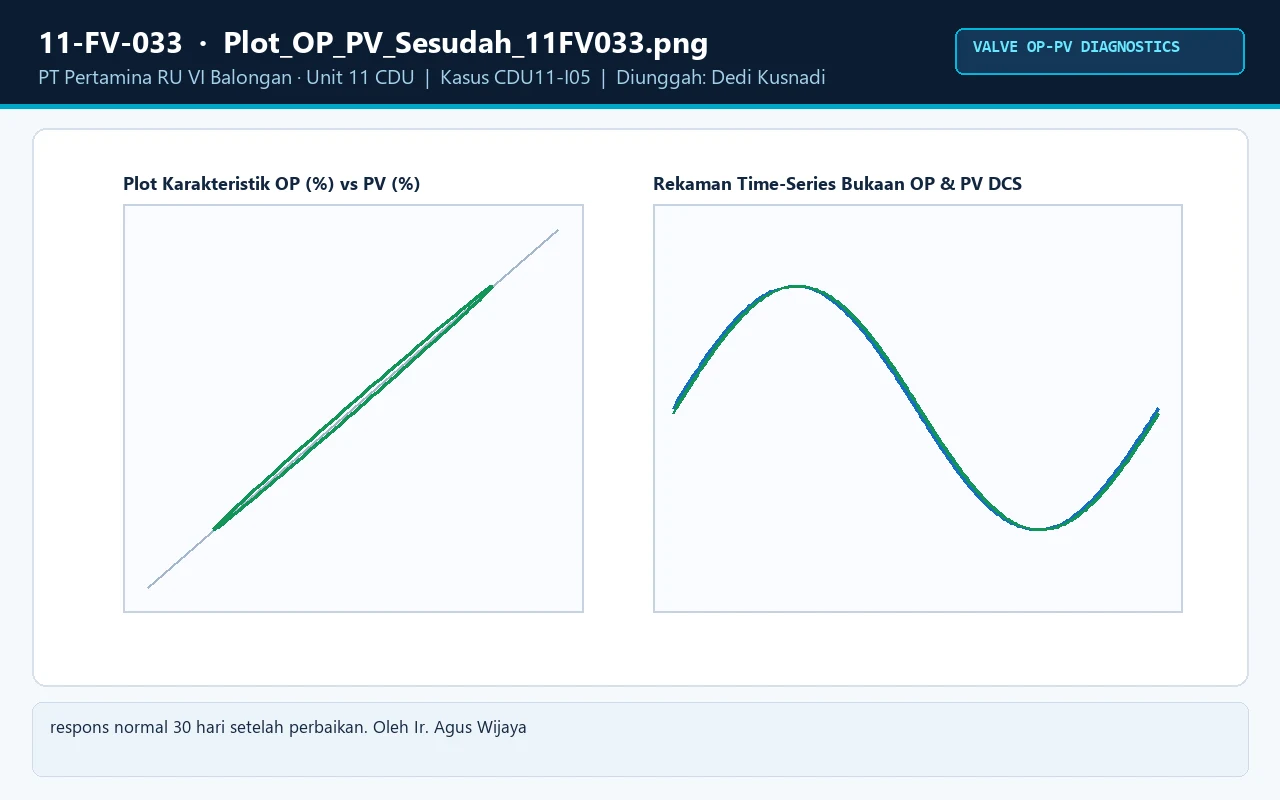 11-FV-033 · Plot_OP_PV_Sesudah_11FV033.png
PT Pertamina RU VI Balongan · Unit 11 CDU | Kasus CDU11-I05 | Diunggah: Dedi Kusnadi
VALVE OP-PV DIAGNOSTICS
Plot Karakteristik OP (%) vs PV (%)
Rekaman Time-Series Bukaan OP & PV DCS
respons normal 30 hari setelah perbaikan. Oleh Ir. Agus Wijaya